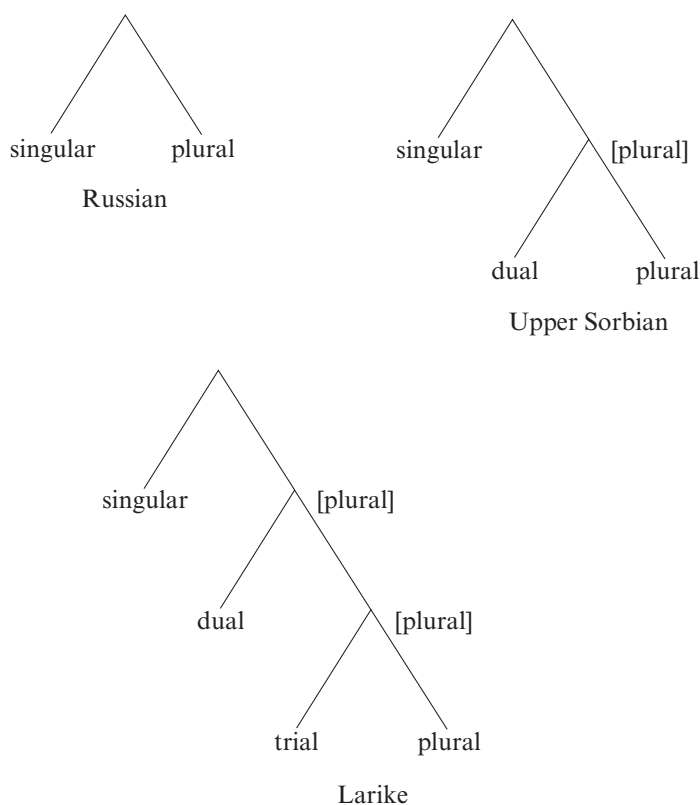 singular plural
Russian
singular [plural]
dual plural
Upper Sorbian
singular [plural]
dual [plural]
trial plural
Larike